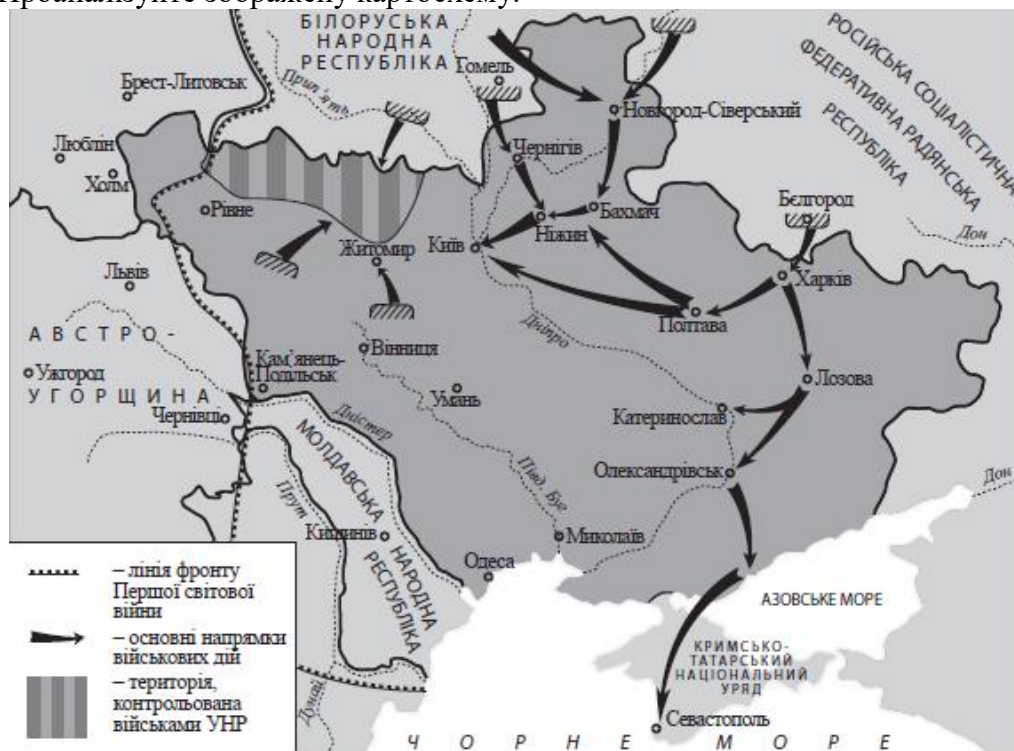 Проаналізуйте зображену картосхему.
БІЛОРУСЬКА
НАРОДНА
РЕСПУБЛІКА
РОСІЙСЬКА СОЦІАЛІСТИЧНА
ФЕДЕРАТИВНА РАДЯНСЬКА
РЕСПУБЛІКА
Брест-Литовськ
Прип'ять
Гомель
Новгород-Сіверський
Люблін
Холм
Чернігів
Рівне
Бахмач
Бєлгород
Ніжин
Дон
Житомир
Київ
Львів
Харків
Полтава
АВСТРО-
УГОРЩИНА
Дніпро
Вінниця
Ужгород
Кам'янець-
Подільськ
Умань
Лозова
Чернівці
Катеринослав
Дністер
МОЛДАВСЬКА
НАРОДНА
РЕСПУБЛІКА
Півд. Буг
Олександрівськ
Дон
Прут
Кишинів
Миколаїв
Одеса
АЗОВСЬКЕ МОРЕ
КРИМСЬКО-
ТАТАРСЬКИЙ
НАЦІОНАЛЬНИЙ
УРЯД
Дунай
Севастополь
ЧОРНЕ МОРЕ
– лінія фронту
Першої світової
війни
– основні напрямки
військових дій
– територія,
контрольована
військами УНР